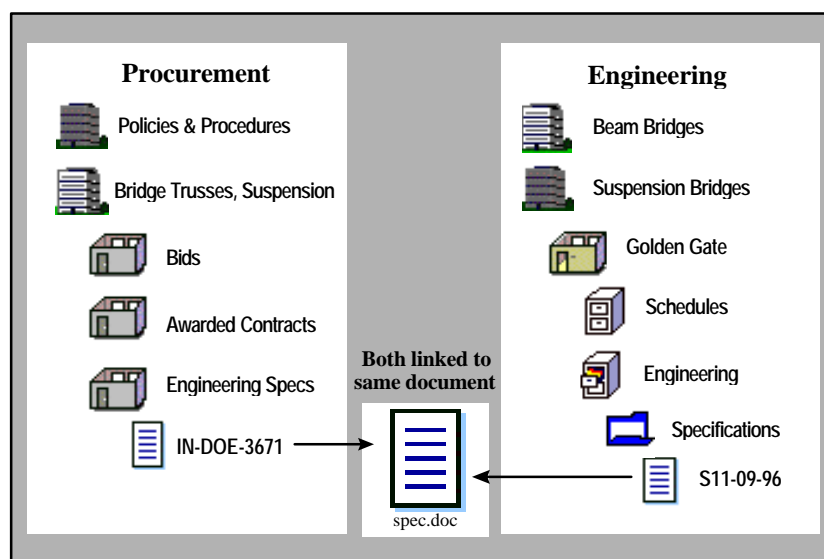 Procurement
Policies & Procedures
Bridge Trusses, Suspension
Bids
Awarded Contracts
Engineering Specs
IN-DOE-3671
Both linked to
same document
spec.doc
Engineering
Beam Bridges
Suspension Bridges
Golden Gate
Schedules
Engineering
Specifications
S11-09-96